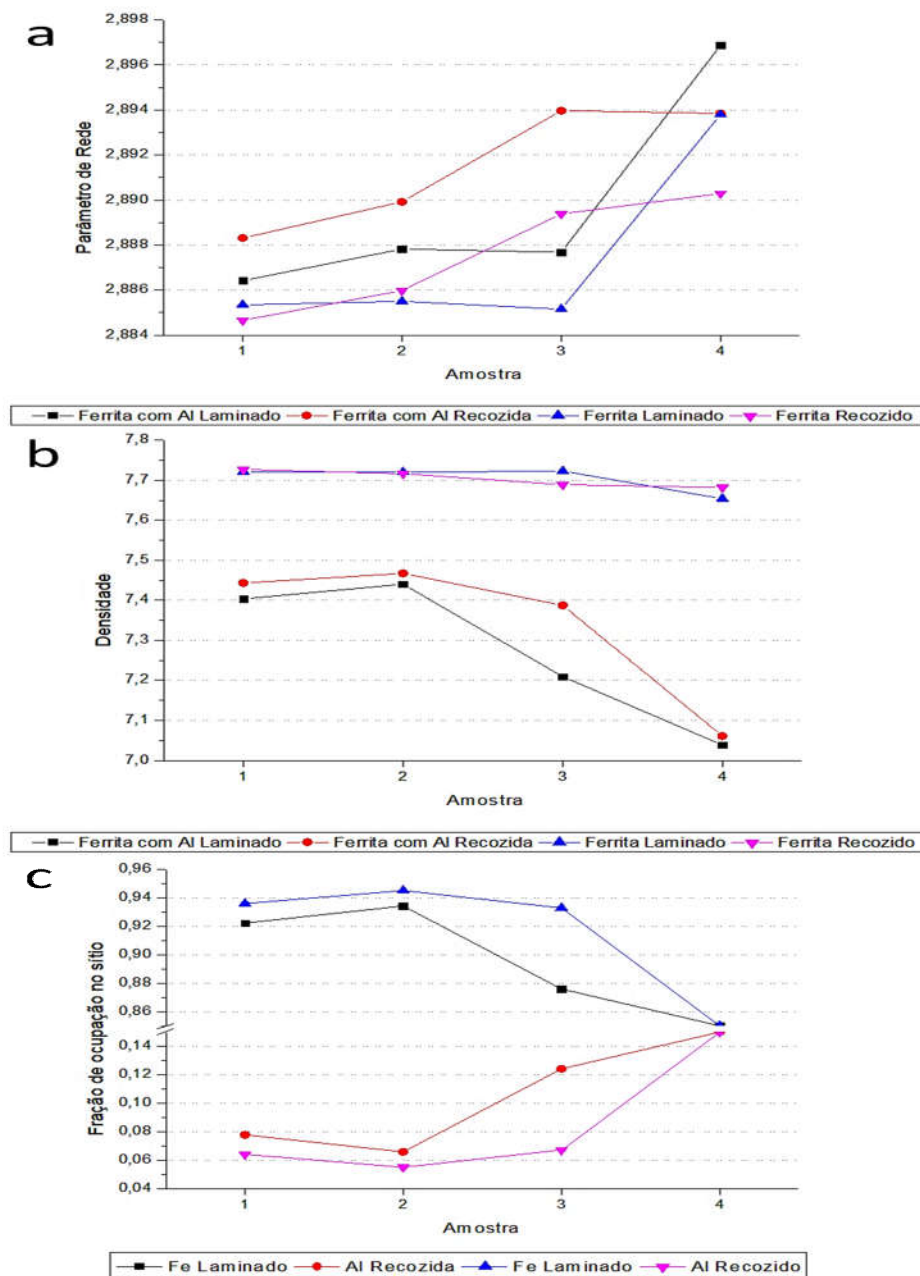 a
2,898
2,896
2,894
2,892
2,890
2,888
2,886
2,884
Parâmetro de Rede
1 2 3 4
Amostra
Ferrita com Al Laminado Ferrita com Al Recozida Ferrita Laminado Ferrita Recozido
b
7,8
7,7
7,6
7,5
7,4
7,3
7,2
7,1
7,0
Densidade
1 2 3 4
Amostra
Ferrita com Al Laminado Ferrita com Al Recozida Ferrita Laminado Ferrita Recozido
c
0,96
0,94
0,92
0,90
0,88
0,86
0,14
0,12
0,10
0,08
0,06
0,04
Fração de ocupação no sítio
1 2 3 4
Amostra
Fe Laminado Al Recozida Fe Laminado Al Recozido